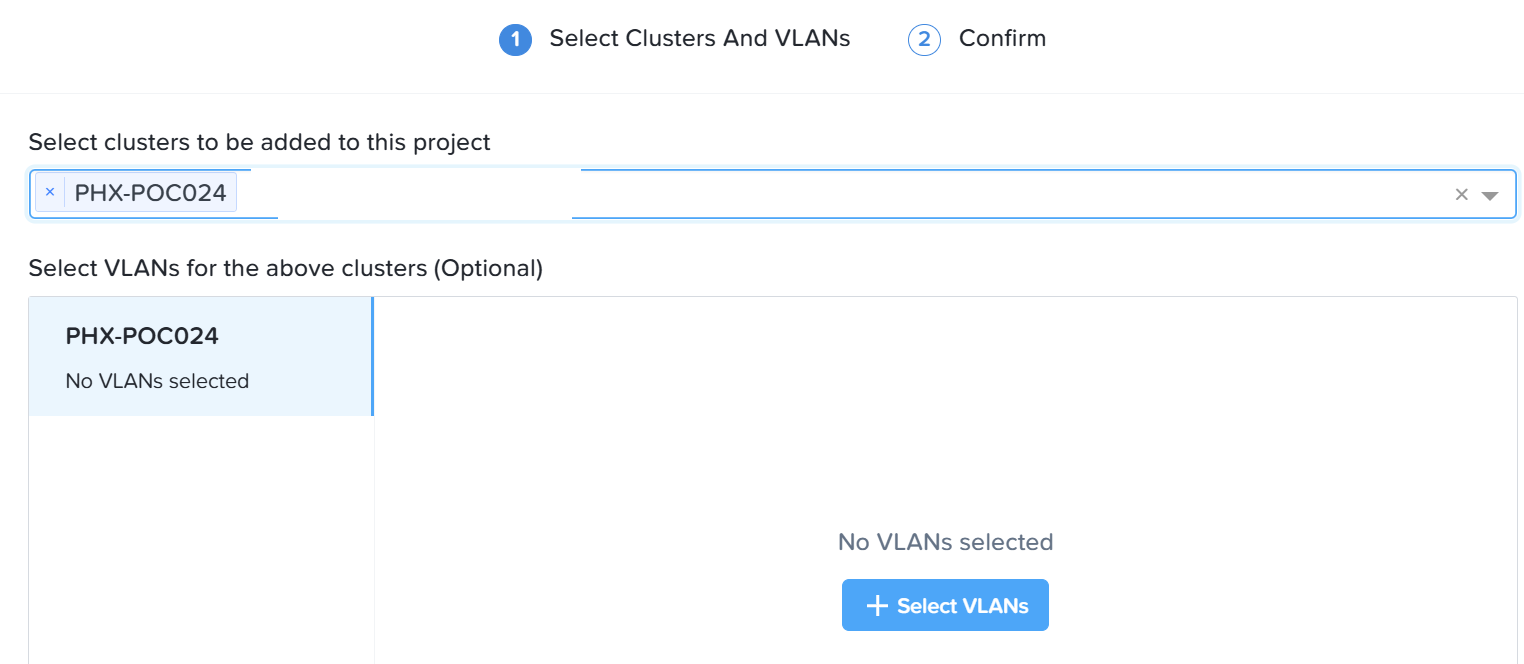 1 Select Clusters And VLANs 2 Confirm
Select clusters to be added to this project
× PHX-POC024 ×
Select VLANs for the above clusters (Optional)
PHX-POC024
No VLANs selected
No VLANs selected
+ Select VLANs